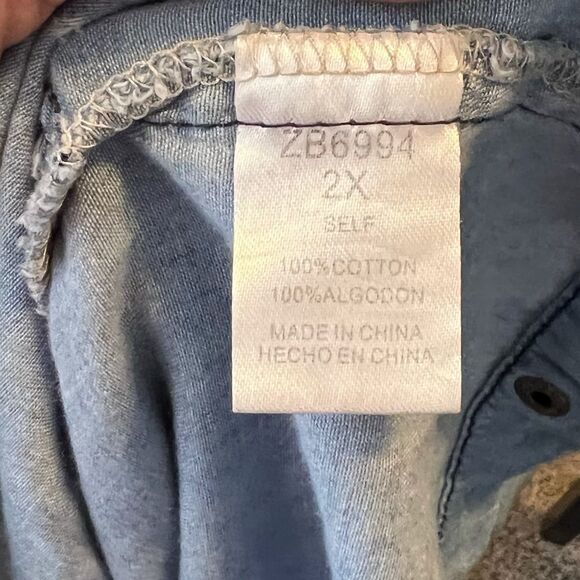 ZB6994
2X
SELF
100%COTTON
100%ALGODON
MADE IN CHINA
HECHO EN CHINA